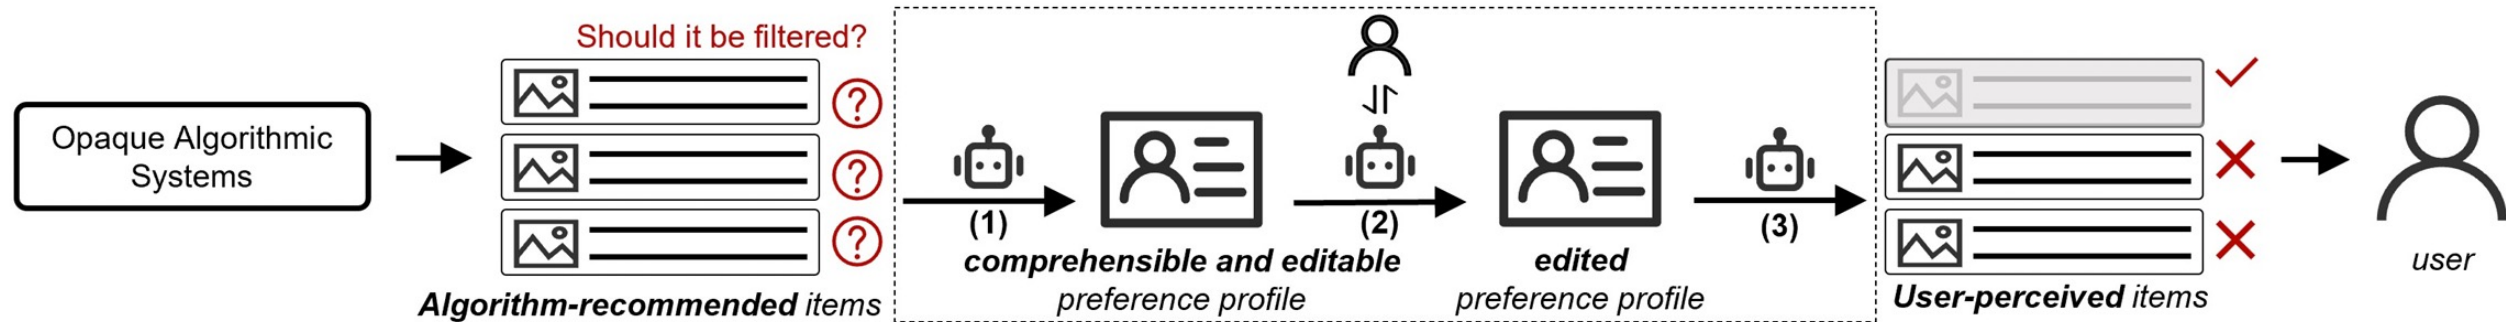 Opaque Algorithmic
Systems
Should it be filtered?
?
?
?
Algorithm-recommended items
(1)
comprehensible and editable
preference profile
(2)
edited
preference profile
(3)
User-perceived items
user